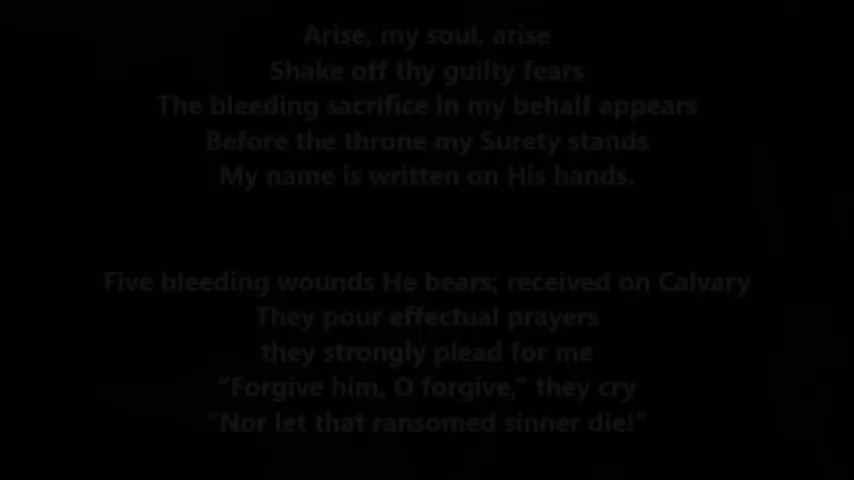 Arise, my soul, arise
Shake off thy guilty fears
The bleeding sacrifice in my behalf appears
Before the throne my Surety stands
My name is written on His hands.
Five bleeding wounds He bears; received on Calvary
They pour effectual prayers
they strongly plead for me
"Forgive him, O forgive," they cry
"Nor let that ransomed sinner die!"